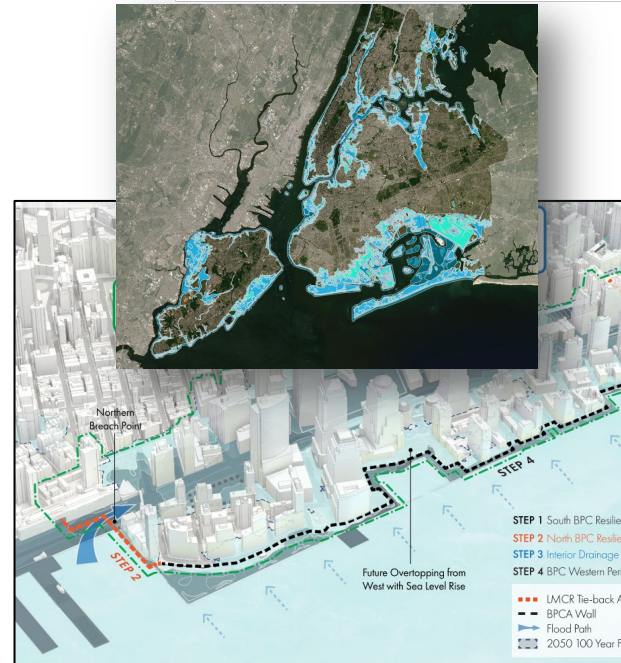 Northern
Breach Point
STEP 4
STEP 2
Future Overtopping from
West with Sea Level Rise
STEP 1 South BPC Resilie
STEP 2 North BPC Resilie
STEP 3 Interior Drainage
STEP 4 BPC Western Per
LMCR Tie-back A
BPCA Wall
Flood Path
2050 100 Year F